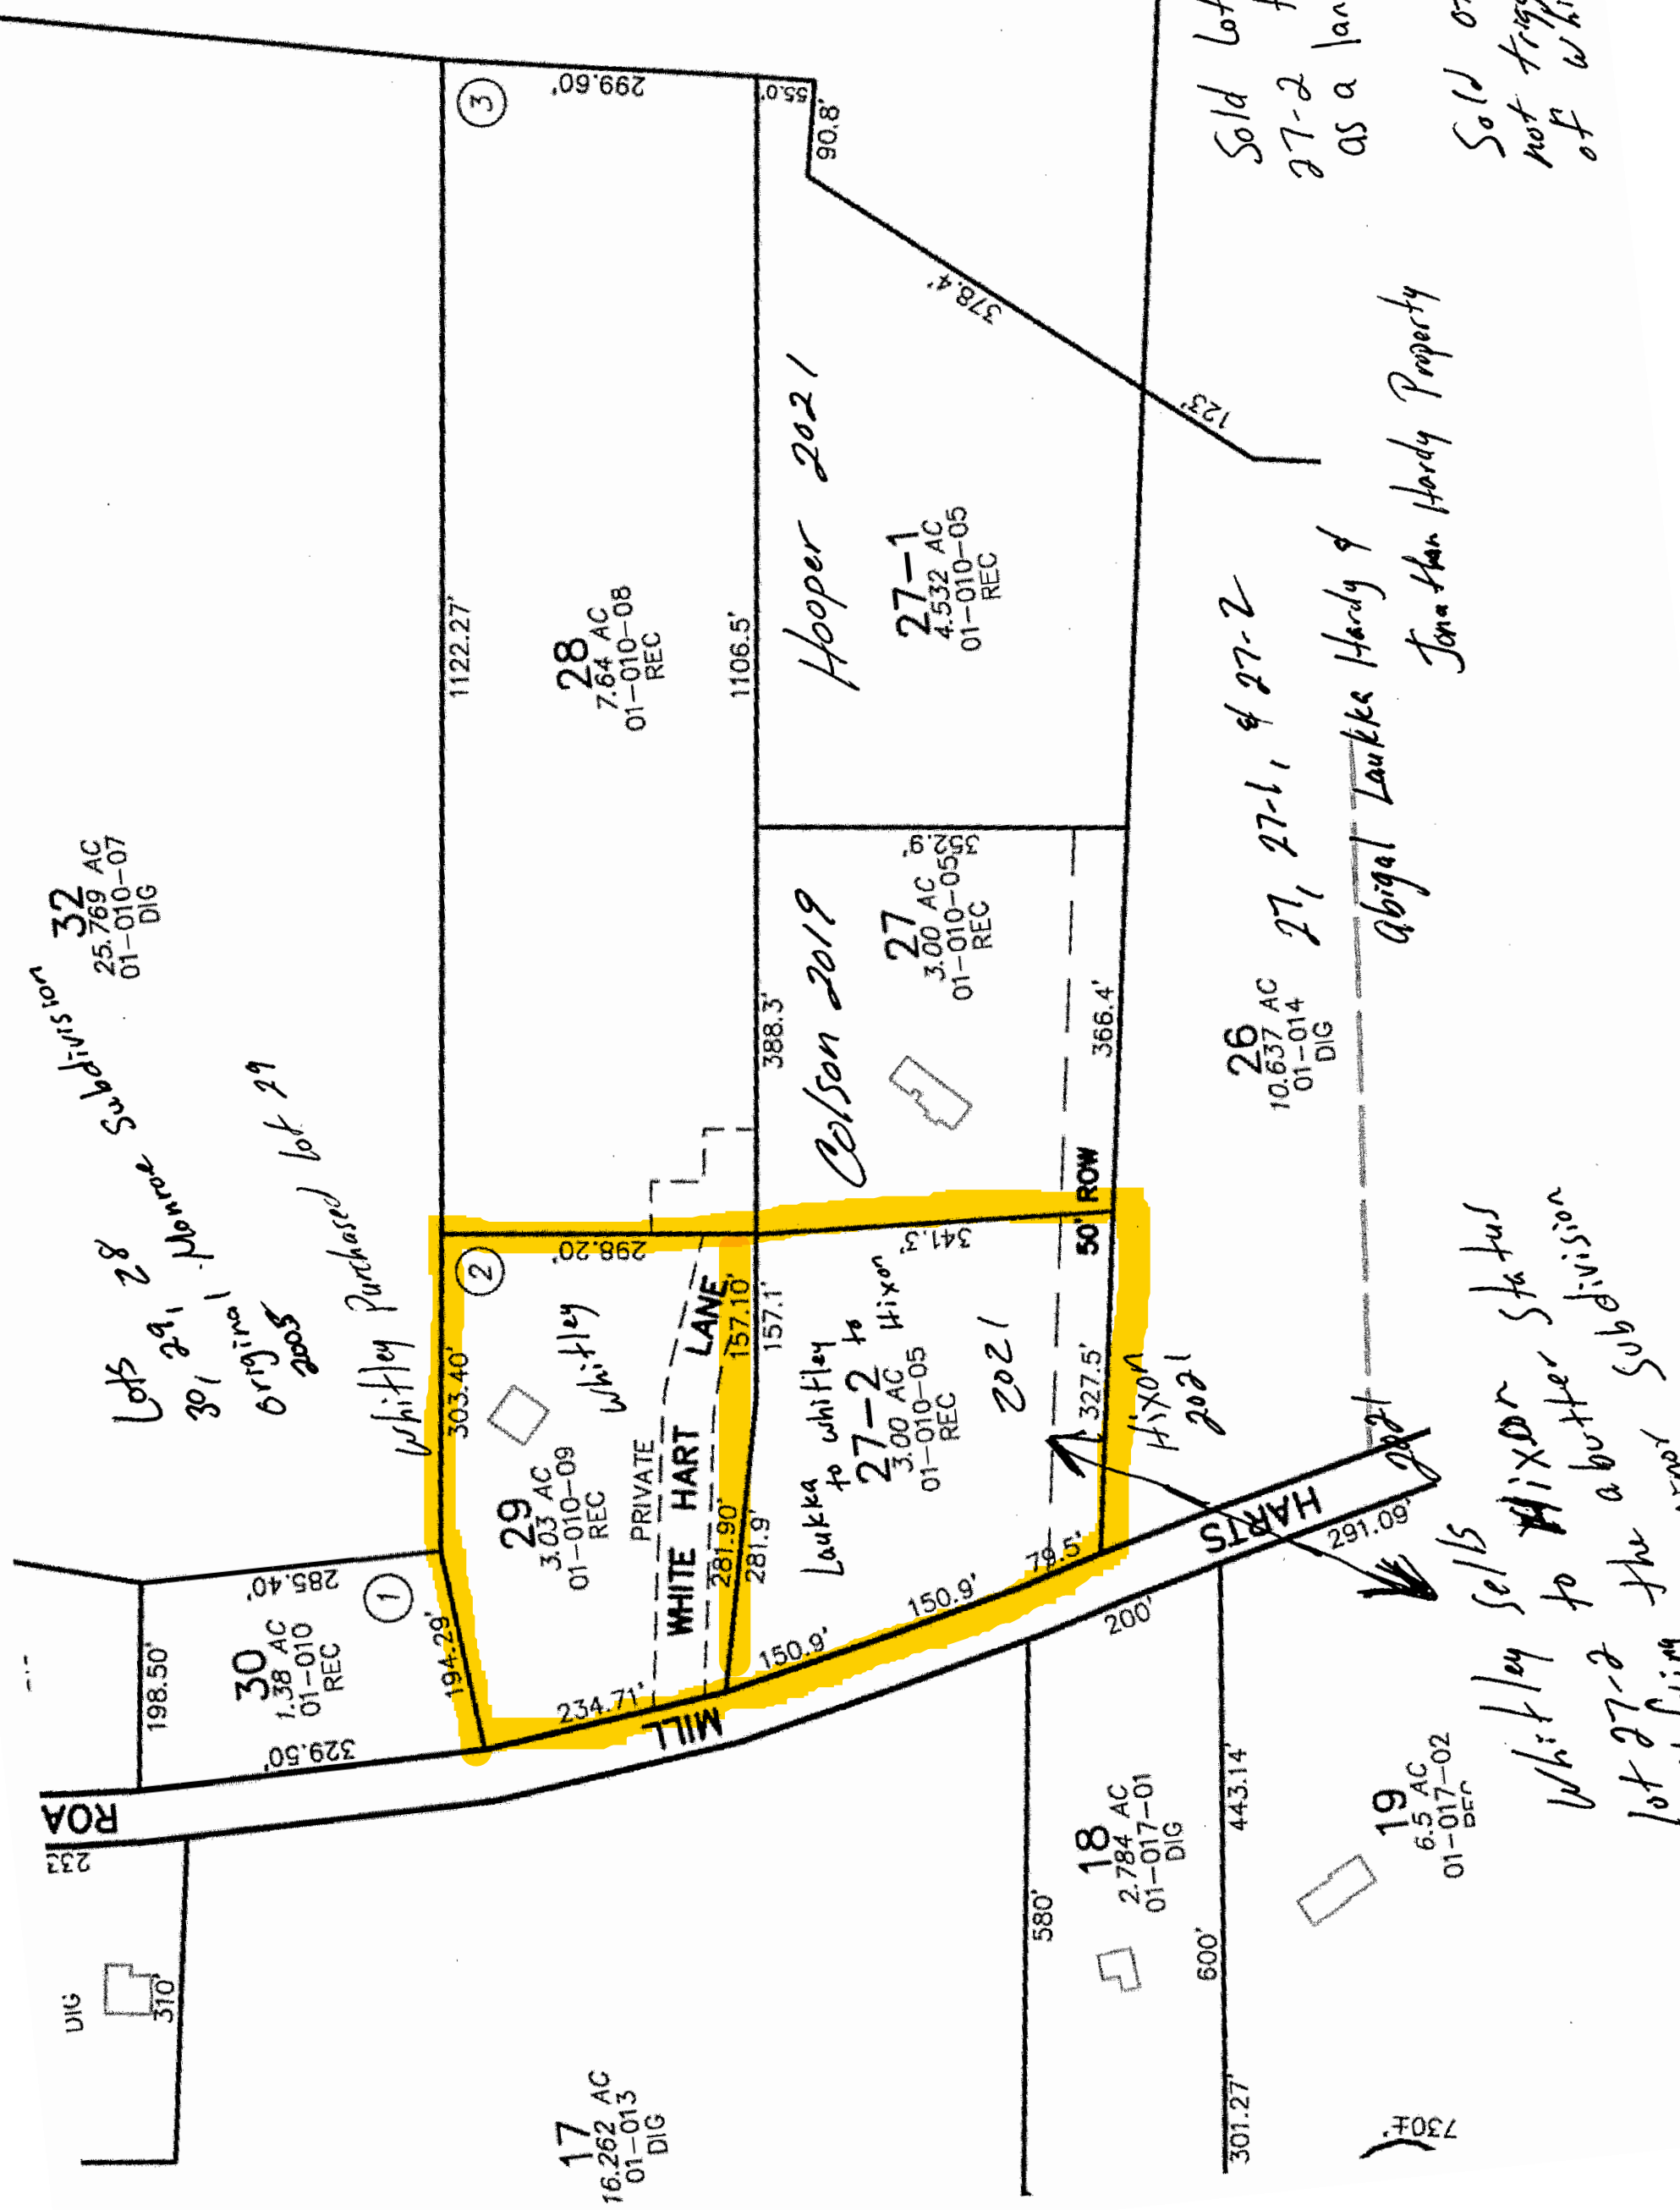 Lots 28
29,
30, Monroe Subdivision
original
2005
Whitley Purchased lot 29
32
25.769 AC
01-010-07
DIG
ROA
233
DIG
310'
198.50'
30
1.38 AC
01-010
REC
329.50'
285.40'
1
194.29'
303.40'
1122.27'
3
299.60'
2
298.20'
29
3.03 AC
01-010-09
REC
Whitley
PRIVATE
WHITE HART LANE
234.71'
MILL
281.90'
157.10'
281.9'
157.1'
28
7.64 AC
01-010-08
REC
1106.5'
388.3'
55.0'
90.8'
378.4'
123'
Hooper 2021
27-1
4.532 AC
01-010-05
REC
Colson 2019
27
3.00 AC
01-010-05
REC
352.9'
366.4'
341.3'
50' ROW
Laukka
to whitley
to
Hixon
27-2
3.00 AC
01-010-05
REC
2021
150.9'
150.9'
79.5'
327.5'
Hixon
2021
HARTS
200'
291.09'
2021
26
10.637 AC
01-014
DIG
27, 27-1, & 27-2
Abigal Laukka Hardy &
Jonathan Hardy Property
Sold Lot
27-2
as a lan
Sold
not trigg
of whi
17
16.262 AC
01-013
DIG
580'
18
2.784 AC
01-017-01
DIG
443.14'
600'
301.27'
19
6.5 AC
01-017-02
730±'
Whitley sells
to Hixon status
lot 27-2 to abutter
the subdivision